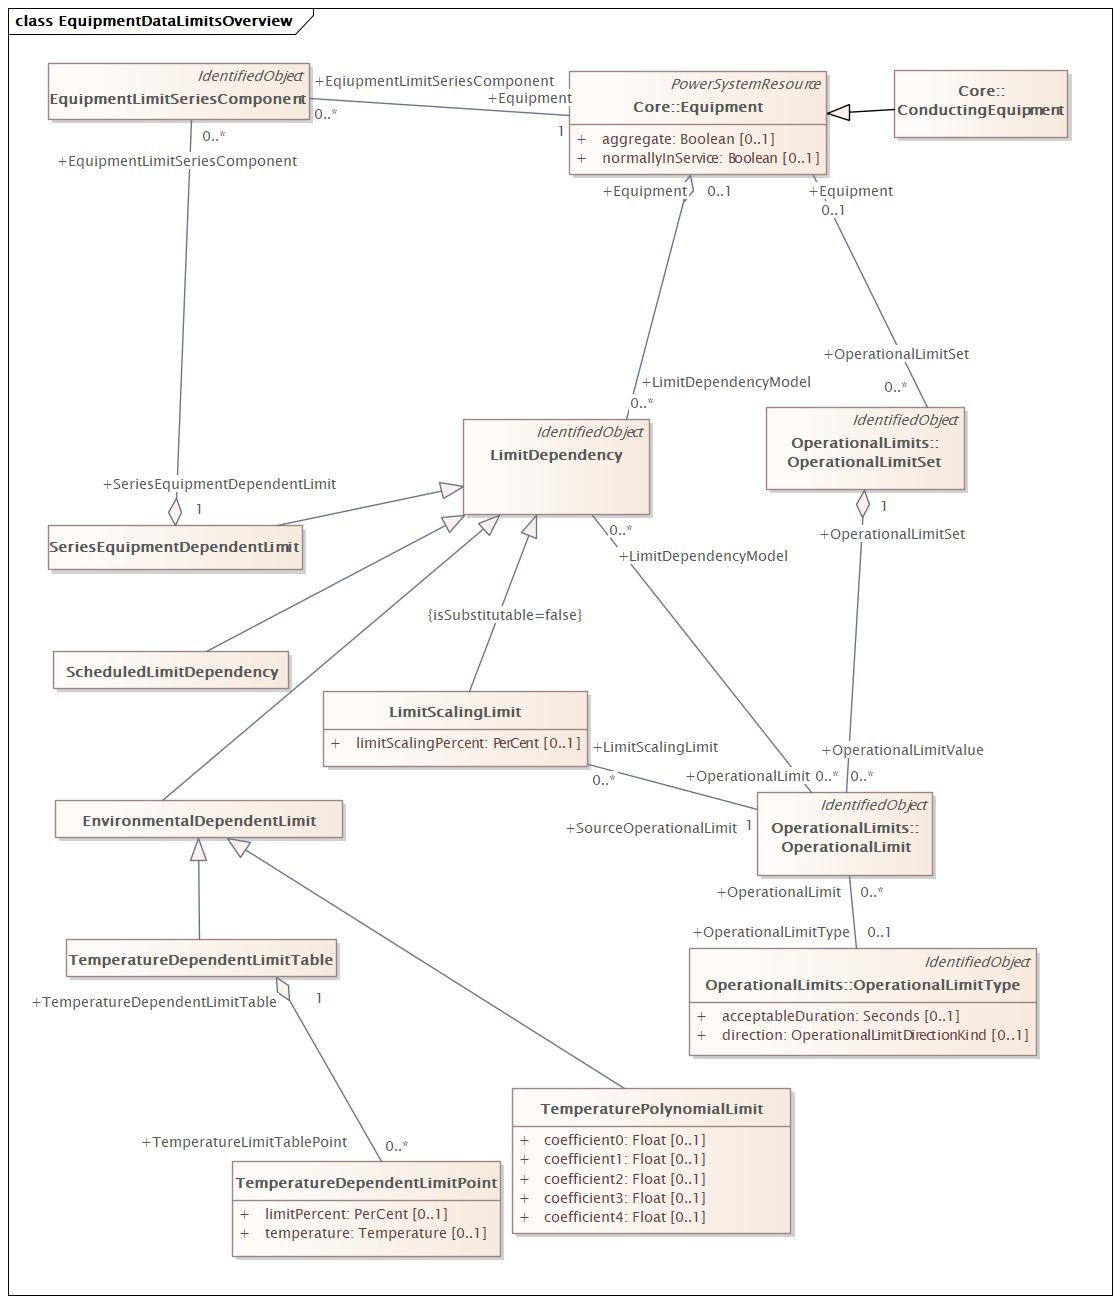 class EquipmentDataLimitsOverview
IdentifiedObject
EquipmentLimitSeriesComponent
+EqiupmentLimitSeriesComponent
0..*
+Equipment
1
PowerSystemResource
Core::Equipment
+ aggregate: Boolean [0..1]
+ normallyInService: Boolean [0..1]
Core::
ConductingEquipment
0..*
+EquipmentLimitSeriesComponent
+Equipment 0..1
+Equipment
0..1
+OperationalLimitSet
0..*
+LimitDependencyModel
0..*
IdentifiedObject
LimitDependency
IdentifiedObject
OperationalLimits::
OperationalLimitSet
+SeriesEquipmentDependentLimit
1
SeriesEquipmentDependentLimit
1
+OperationalLimitSet
0..*
+LimitDependencyModel
{isSubstitutable=false}
ScheduledLimitDependency
LimitScalingLimit
+ limitScalingPercent: PerCent [0..1]
+LimitScalingLimit
0..*
+OperationalLimitValue
+OperationalLimit 0..*
0..*
+SourceOperationalLimit 1
IdentifiedObject
OperationalLimits::
OperationalLimit
EnvironmentalDependentLimit
+OperationalLimit 0..*
+OperationalLimitType 0..1
IdentifiedObject
OperationalLimits::OperationalLimitType
+ acceptableDuration: Seconds [0..1]
+ direction: OperationalLimitDirectionKind [0..1]
TemperatureDependentLimitTable
+TemperatureDependentLimitTable
1
+TemperatureLimitTablePoint
0..*
TemperatureDependentLimitPoint
+ limitPercent: PerCent [0..1]
+ temperature: Temperature [0..1]
TemperaturePolynomialLimit
+ coefficient0: Float [0..1]
+ coefficient1: Float [0..1]
+ coefficient2: Float [0..1]
+ coefficient3: Float [0..1]
+ coefficient4: Float [0..1]